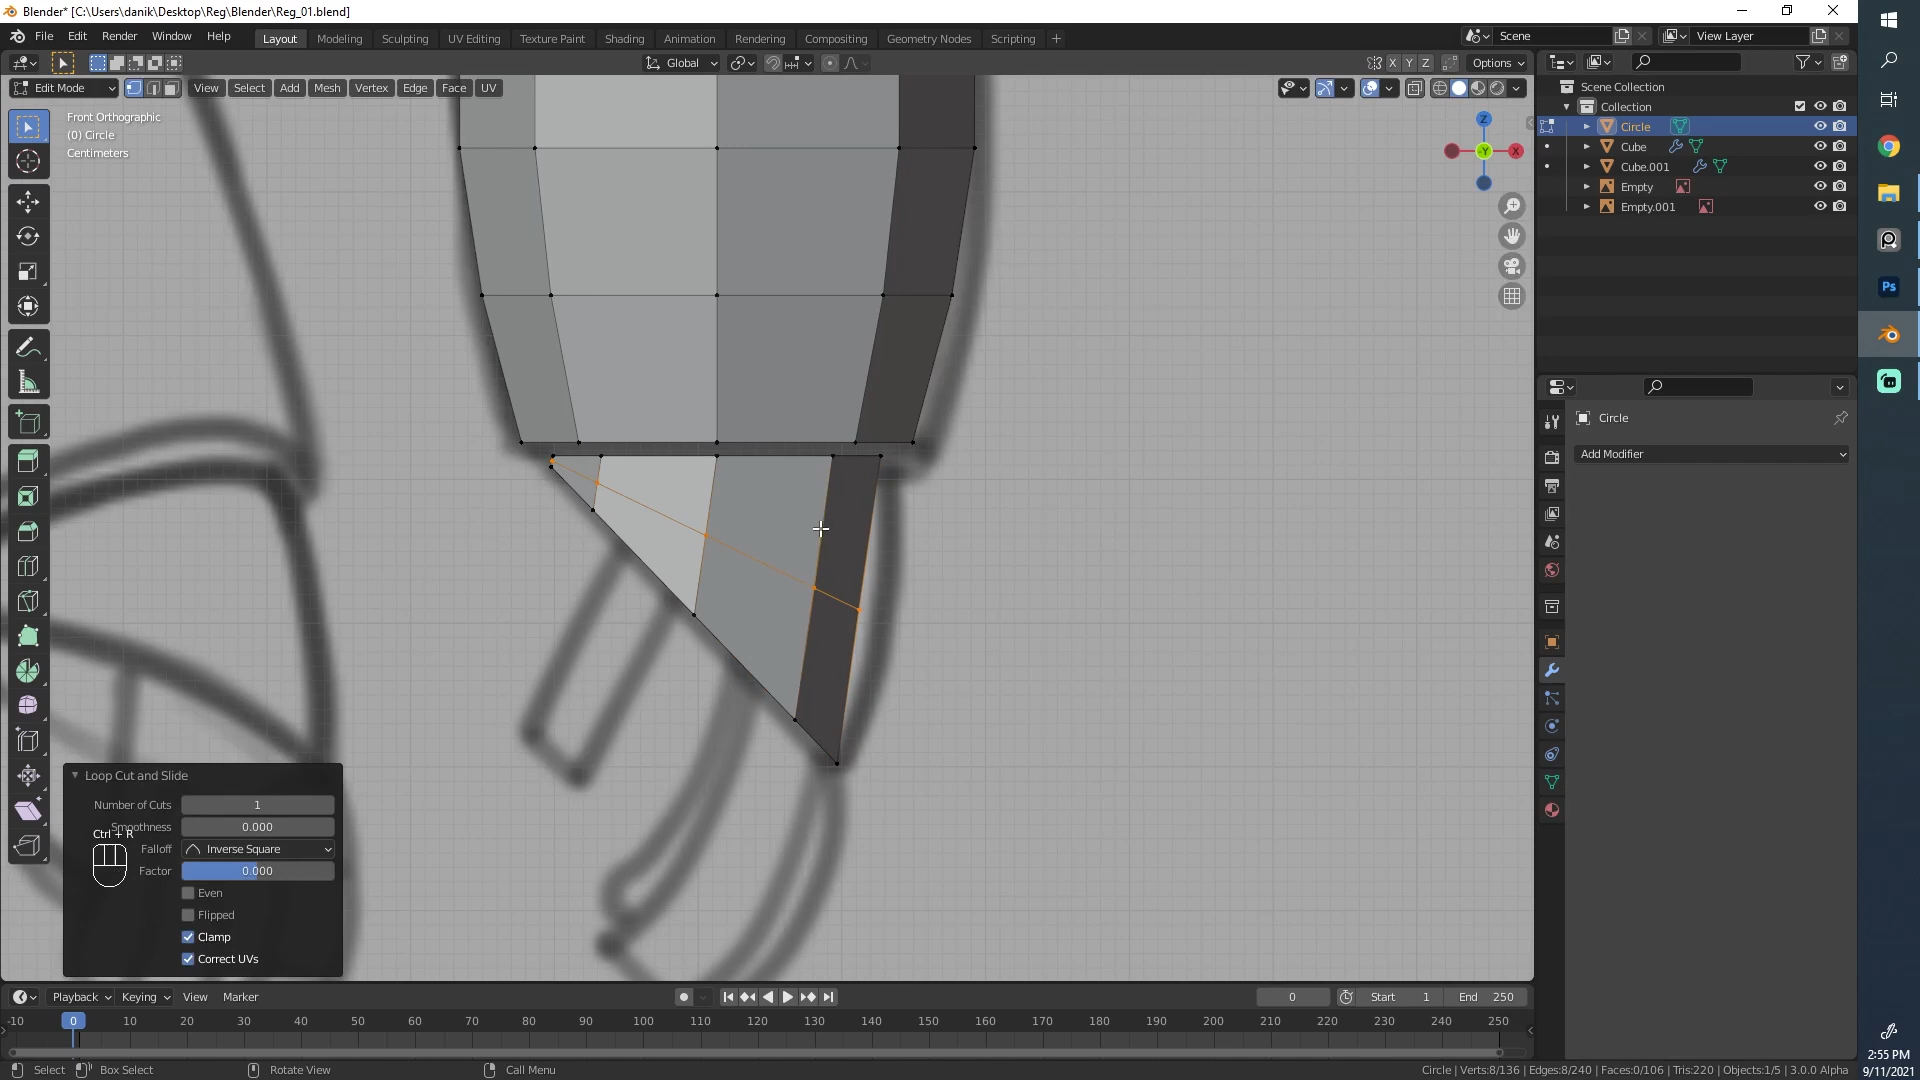 Blender* [C:\Users\danik\Desktop\Reg\Blender\Reg_01.blend]
File Edit Render Window Help
Layout Modeling Sculpting UV Editing Texture Paint Shading Animation Rendering Compositing Geometry Nodes Scripting
Scene View Layer
Global X Y Z Options
Edit Mode View Select Add Mesh Vertex Edge Face UV
Front Orthographic
(0) Circle
Centimeters
Z
-Y
X
Scene Collection
Collection
Circle
Cube
Cube.001
Empty
Empty.001
Circle
Add Modifier
Ps
Loop Cut and Slide
Number of Cuts 1
Smoothness 0.000
Ctrl + R
Falloff Inverse Square
Factor 0.000
Even
Flipped
Clamp
Correct UVs
Playback Keying View Marker 0 Start 1 End 250
-10 0 10 20 30 40 50 60 70 80 90 100 110 120 130 140 150 160 170 180 190 200 210 220 230 240 250
Select Box Select Rotate View Call Menu
Circle | Verts:8/136 | Edges:8/240 | Faces:0/106 | Tris:220 | Objects:1/5 | 3.0.0 Alpha
2:55 PM
9/11/2021